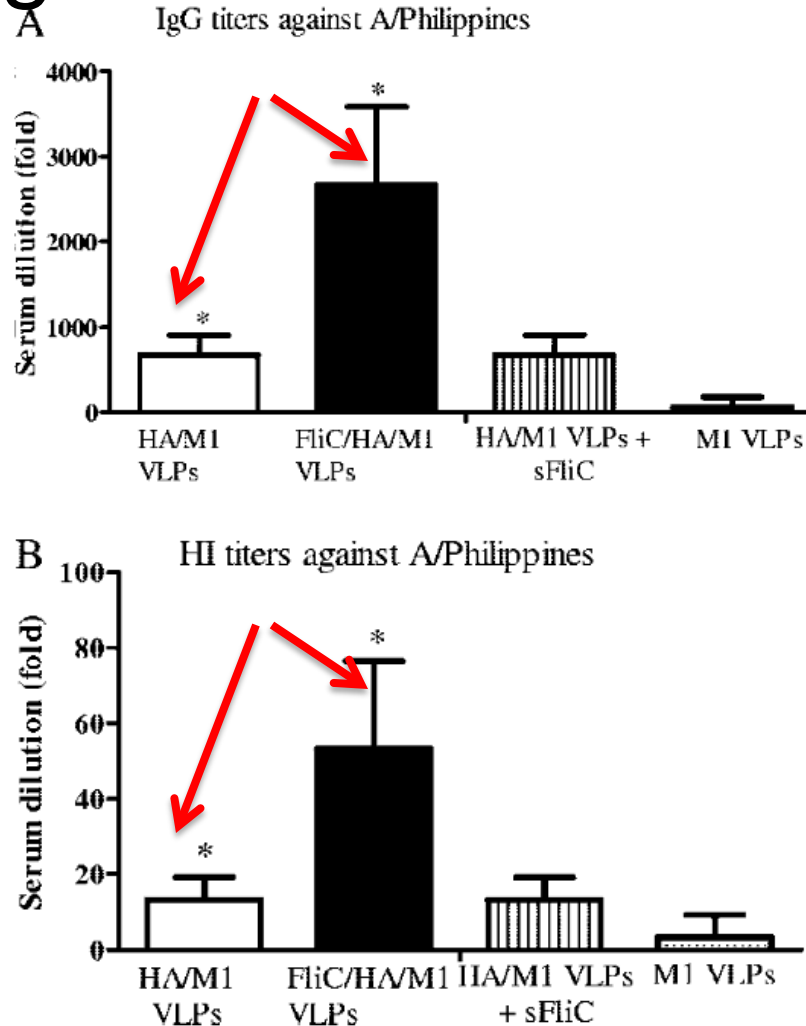 A
IgG titers against A/Philippines
Serum dilution (fold)
4000
3000
2000
1000
0
*
*
HA/M1
VLPs
FliC/HA/M1
VLPs
HA/M1 VLPs +
sFliC
M1 VLPs
B
HI titers against A/Philippines
Serum dilution (fold)
100
80
60
40
20
0
*
*
HA/M1
VLPs
FliC/HA/M1
VLPs
HA/M1 VLPs
+ sFliC
M1 VLPs